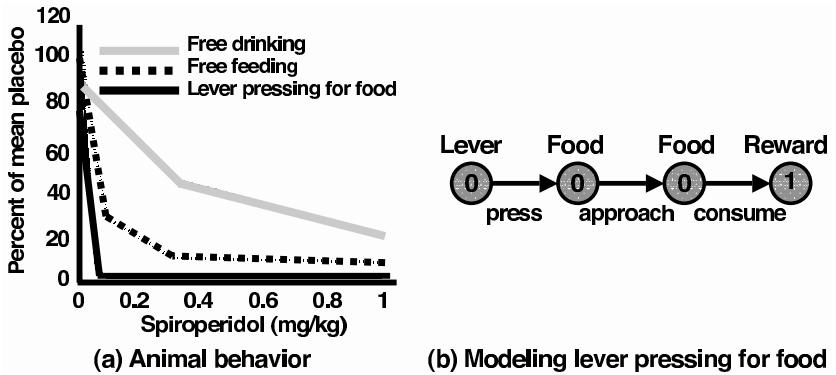 Percent of mean placebo
120
100
80
60
40
20
0
Free drinking
Free feeding
Lever pressing for food
0 0.2 0.4 0.6 0.8 1
Spiroperidol (mg/kg)
(a) Animal behavior
Lever Food Food Reward
0 0 0 1
press approach consume
(b) Modeling lever pressing for food